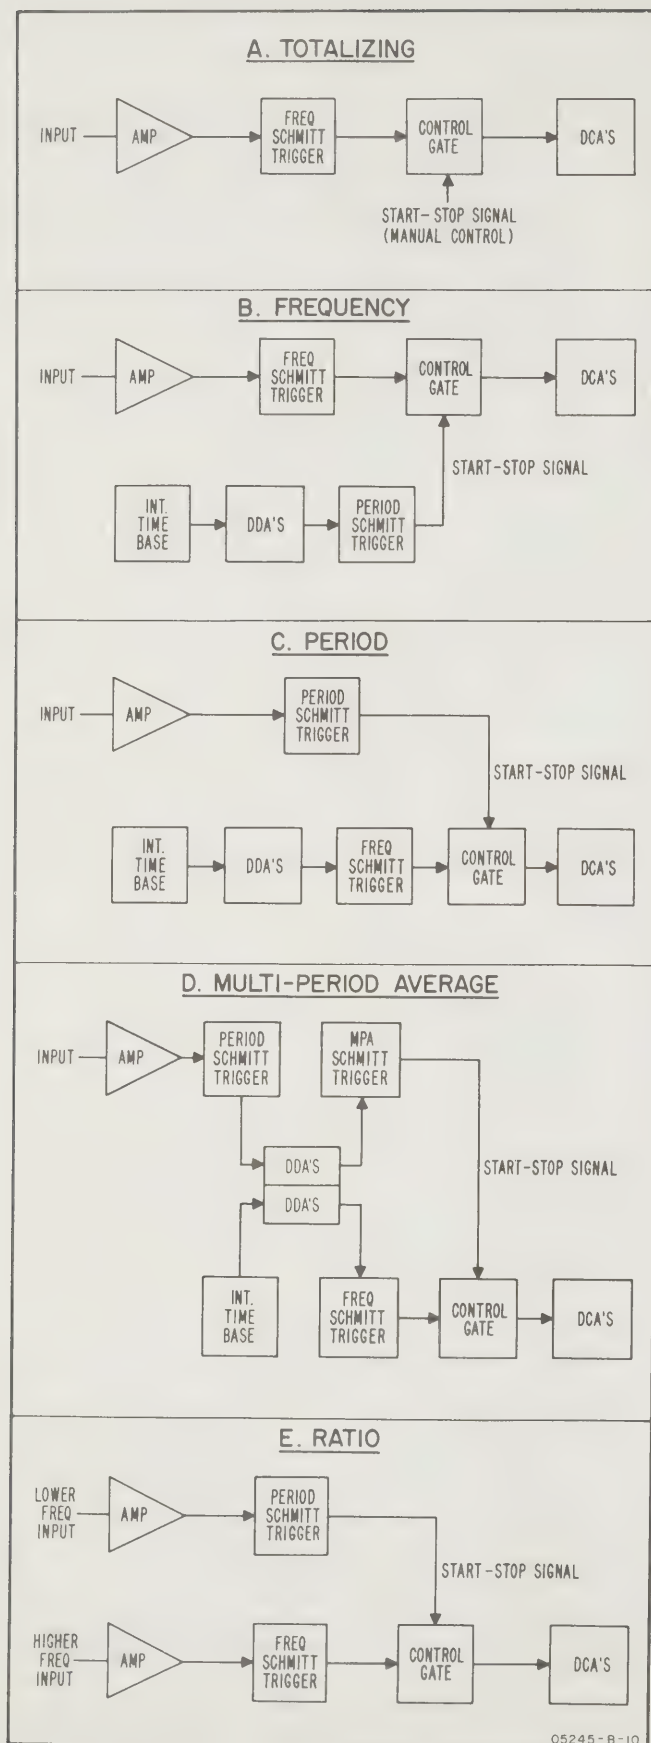 A. TOTALIZING
INPUT
AMP
FREQ
SCHMITT
TRIGGER
CONTROL
GATE
DCA'S
START-STOP SIGNAL
(MANUAL CONTROL)
B. FREQUENCY
INPUT
AMP
FREQ
SCHMITT
TRIGGER
CONTROL
GATE
DCA'S
START-STOP SIGNAL
INT.
TIME
BASE
DDA'S
PERIOD
SCHMITT
TRIGGER
C. PERIOD
INPUT
AMP
PERIOD
SCHMITT
TRIGGER
START-STOP SIGNAL
INT.
TIME
BASE
DDA'S
FREQ
SCHMITT
TRIGGER
CONTROL
GATE
DCA'S
D. MULTI-PERIOD AVERAGE
INPUT
AMP
PERIOD
SCHMITT
TRIGGER
MPA
SCHMITT
TRIGGER
DDA'S
DDA'S
START-STOP SIGNAL
INT.
TIME
BASE
FREQ
SCHMITT
TRIGGER
CONTROL
GATE
DCA'S
E. RATIO
LOWER
FREQ
INPUT
AMP
PERIOD
SCHMITT
TRIGGER
START-STOP SIGNAL
HIGHER
FREQ
INPUT
AMP
FREQ
SCHMITT
TRIGGER
CONTROL
GATE
DCA'S
05245-B-10